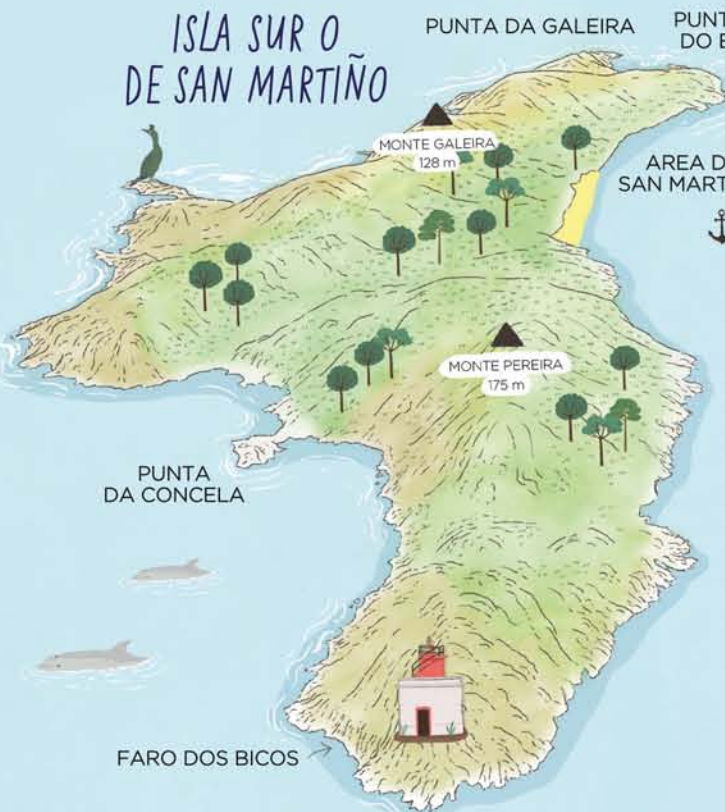 ISLA SUR O
DE SAN MARTIÑO
PUNTA DA GALEIRA
MONTE GALEIRA
128 m
SAN
MONTE PEREIRA
175 m
PUNTA
DA CONCELA
FARO DOS BICOS